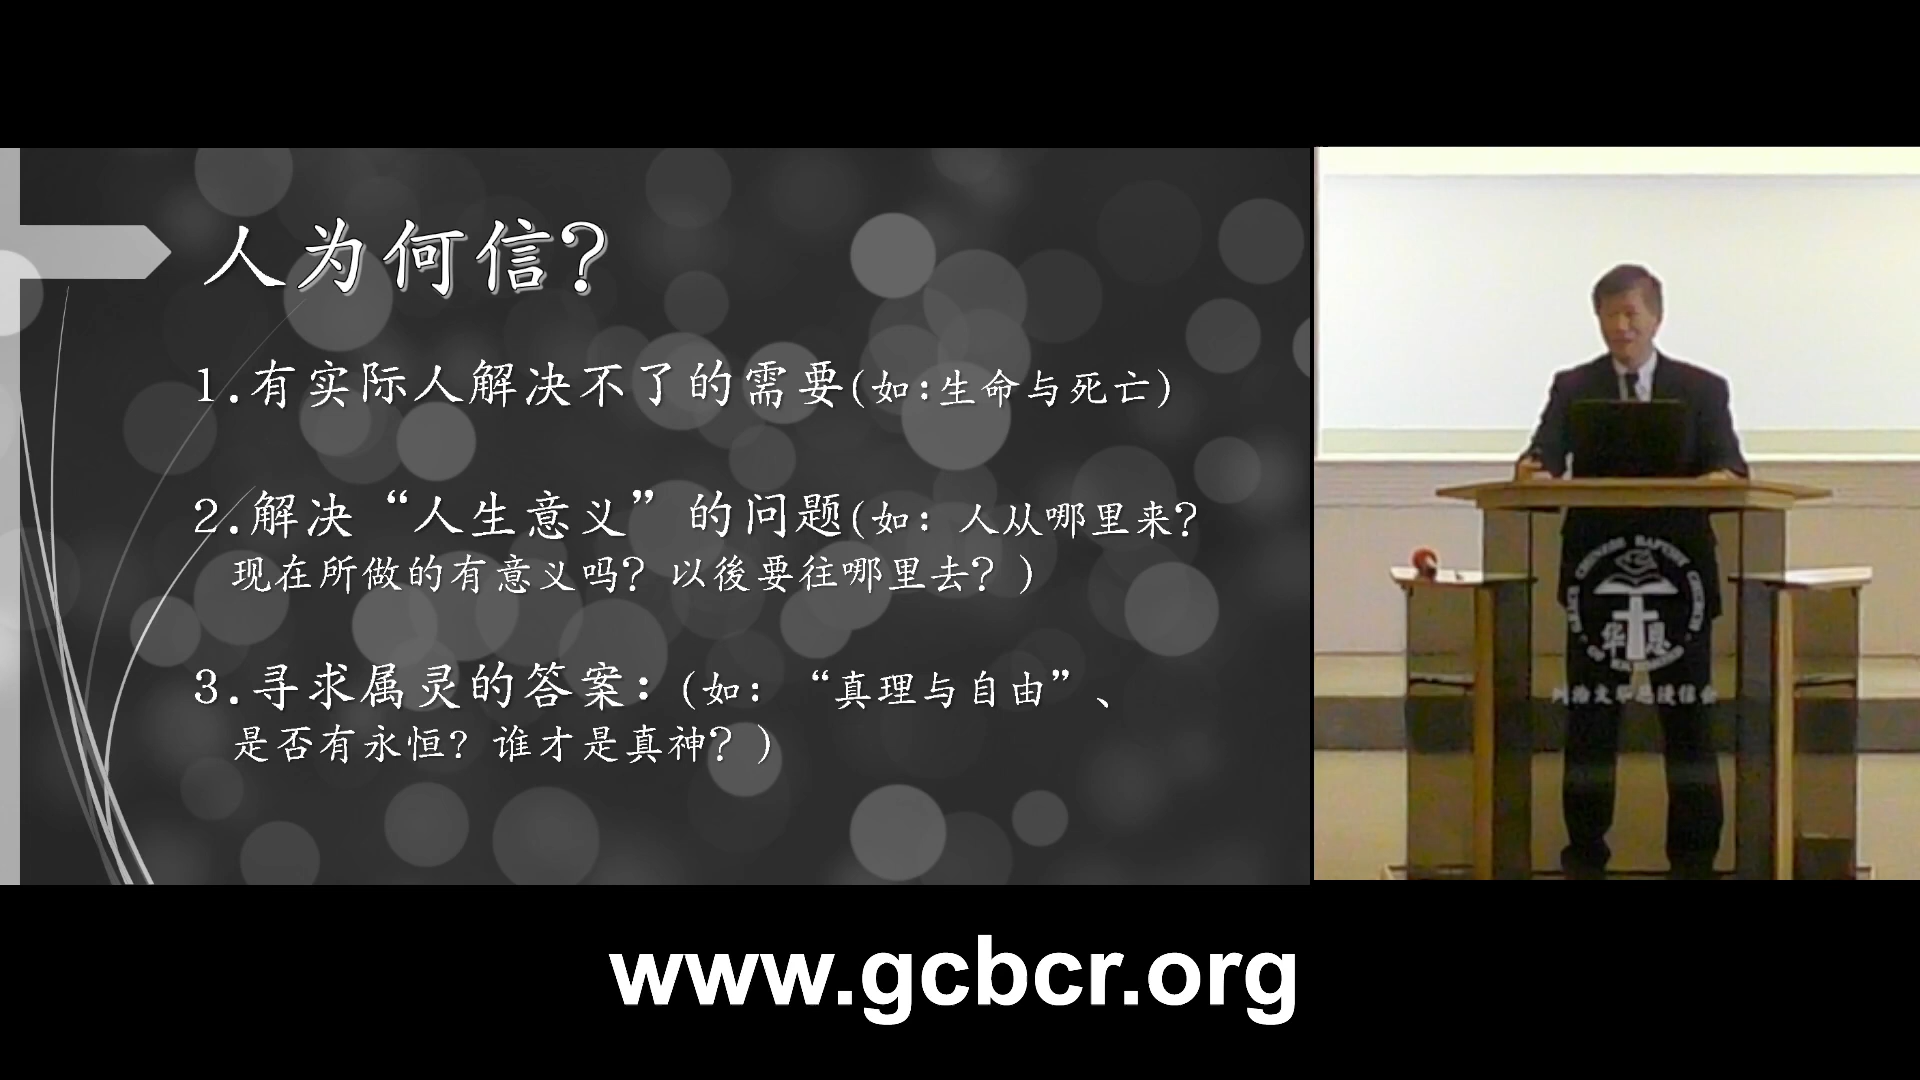 人为何信?
1.有实际人解决不了的需要(如:生命与死亡)
2.解决“人生意义”的问题(如: 人从哪里来?
现在所做的有意义吗? 以後要往哪里去? )
3.寻求属灵的答案: (如: “真理与自由”、
是否有永恒? 谁才是真神? )
GRACE CHINESE BAPTIST CHURCH
华恩
www.gcbcr.org